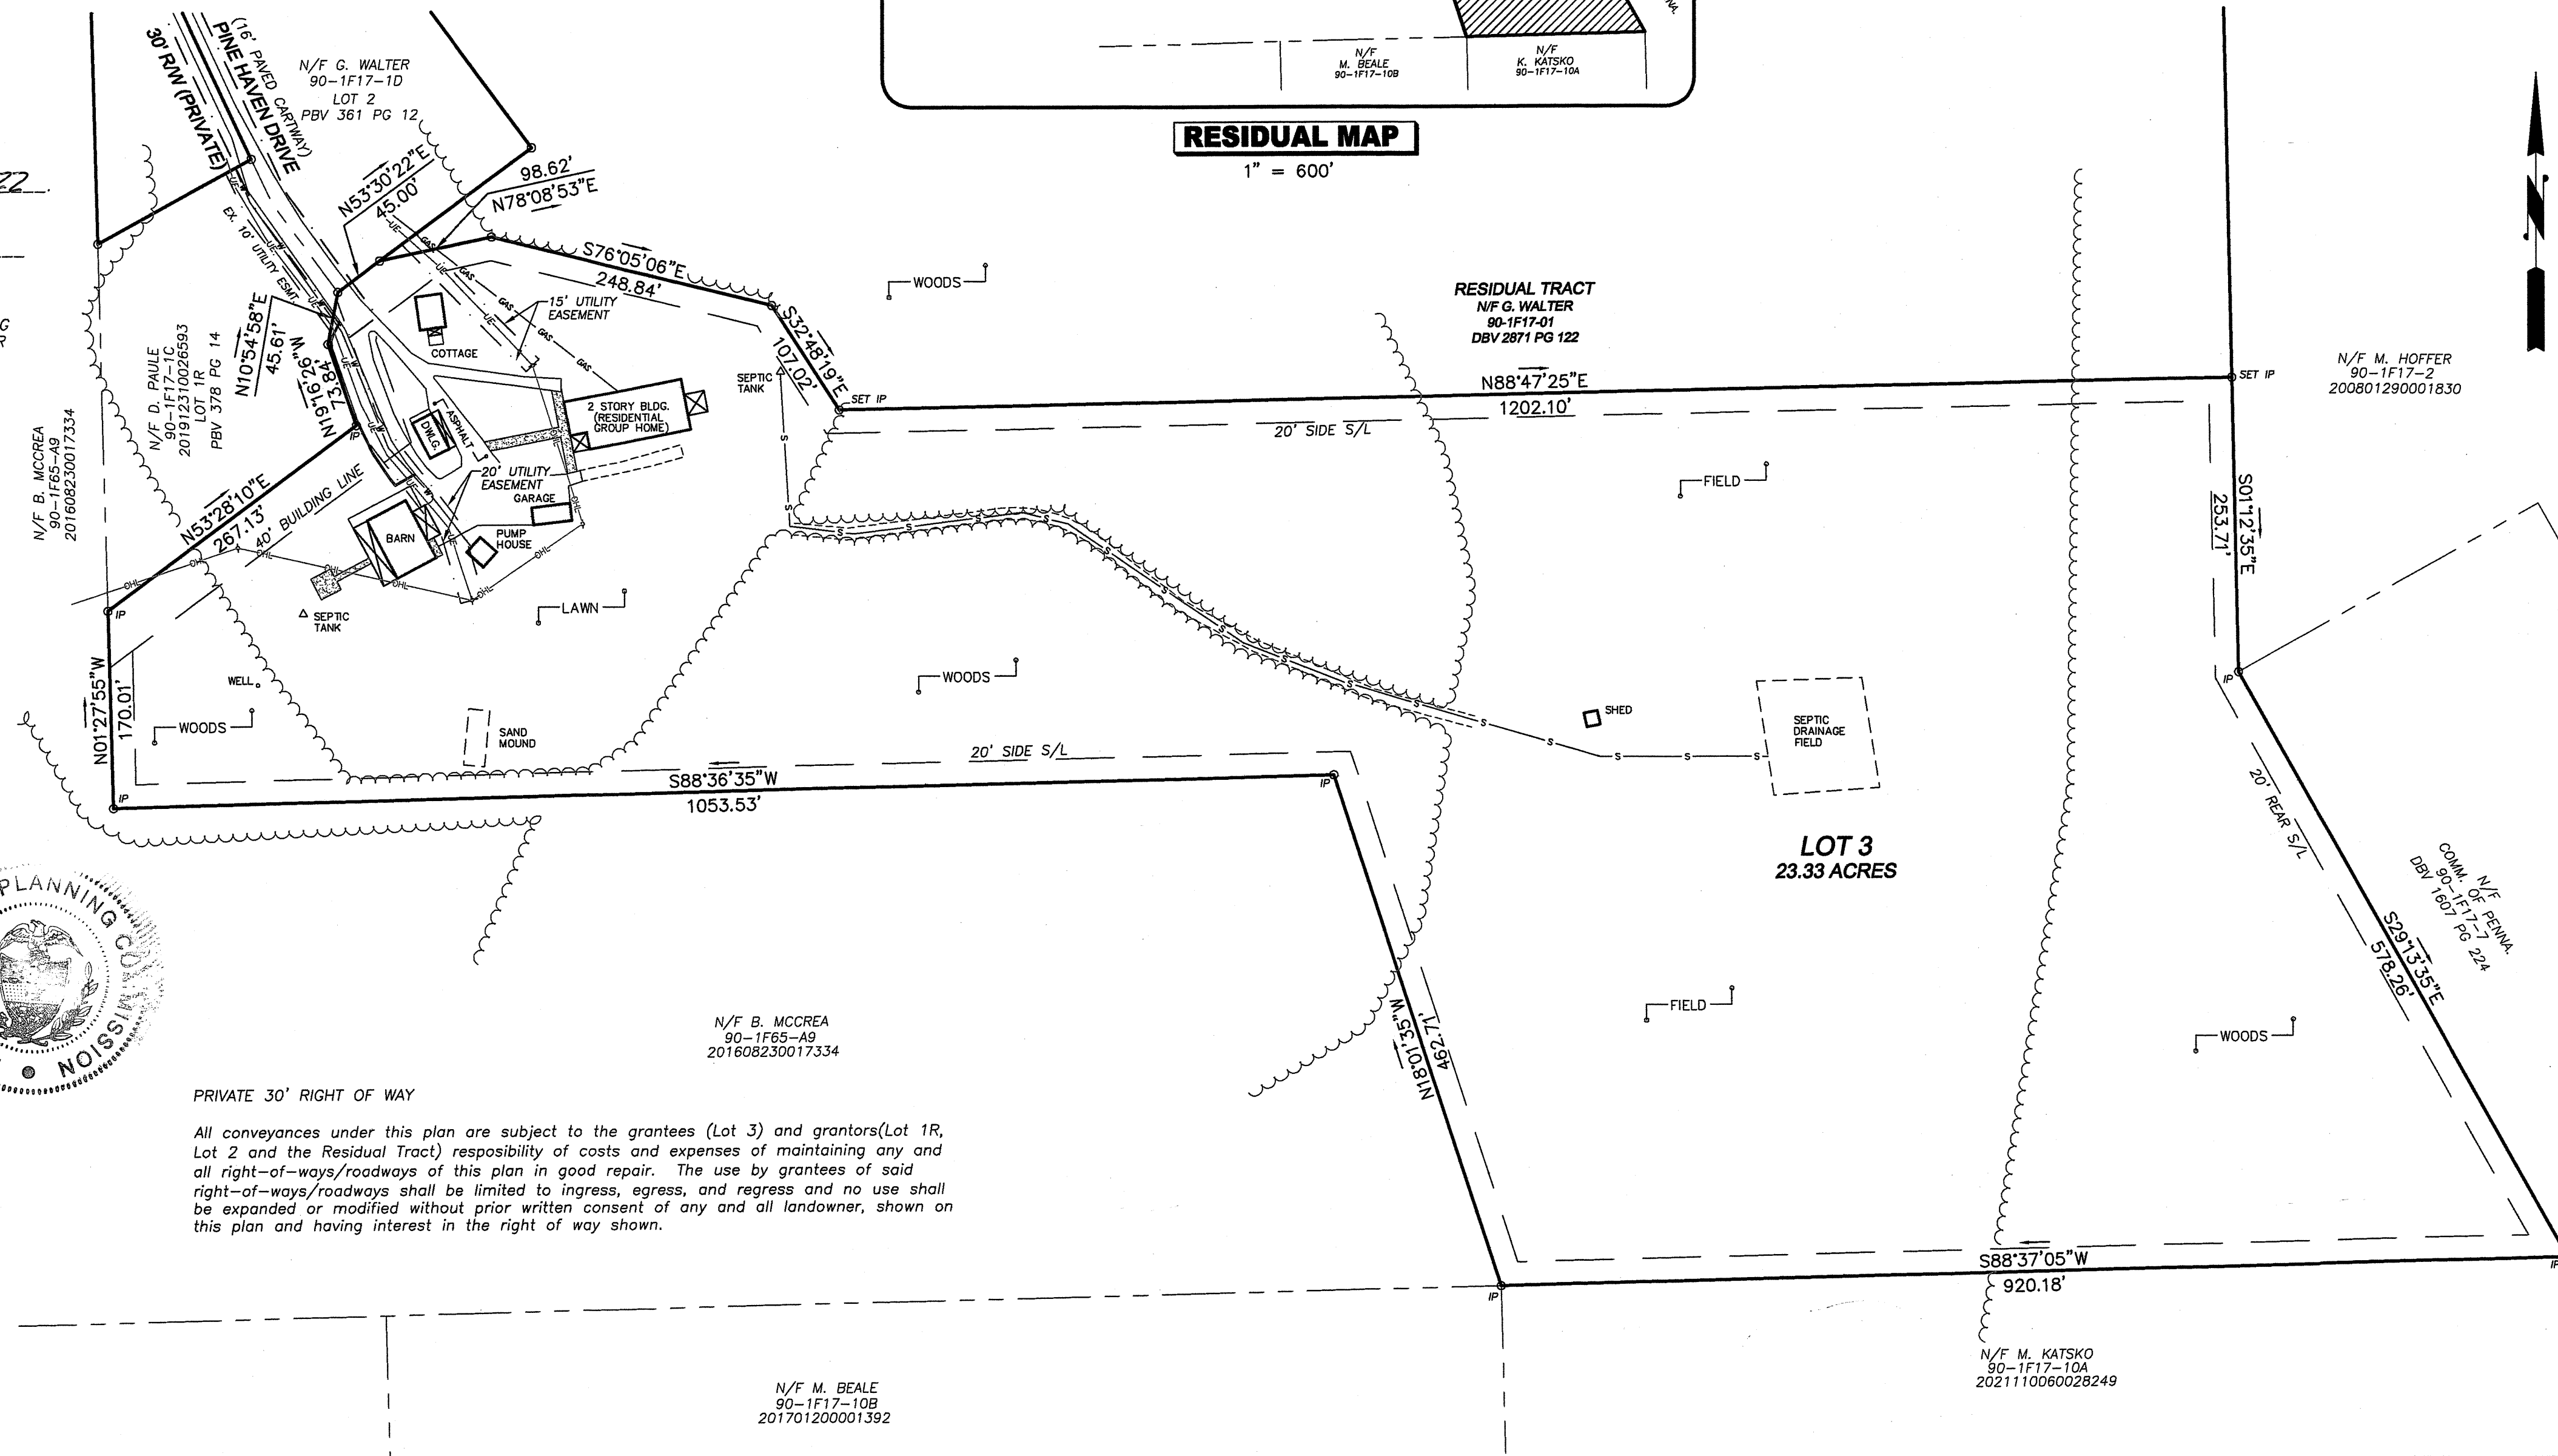 N/F
M. BEALE
90-1F17-10B
N/F
K. KATSKO
90-1F17-10A
NA.
RESIDUAL MAP
1" = 600'
22
30' R/W (PRIVATE)
PINE HAVEN DRIVE
(16' PAVED CARTWAY)
N/F G. WALTER
90-1F17-1D
LOT 2
PBV 361 PG 12
N53°30'22"E
45.00'
98.62'
N78°08'53"E
EX. 10' UTILITY ESMT
S76°05'06"E
248.84'
15' UTILITY
EASEMENT
COTTAGE
S32°48'19"E
107.02'
SEPTIC
TANK
SET IP
WOODS
RESIDUAL TRACT
N/F G. WALTER
90-1F17-01
DBV 2871 PG 122
N88°47'25"E
1202.10'
20' SIDE S/L
SET IP
N/F M. HOFFER
90-1F17-2
200801290001830
N
G
R
N/F B. MCCREA
90-1F65-A9
201608230017334
N/F D. PAULE
90-1F17-1C
201912310026593
LOT 1R
PBV 378 PG 14
N10°54'58"E
45.61'
N19°16'26"W
73.84'
IP
2 STORY BLDG.
(RESIDENTIAL
GROUP HOME)
DWLG.
ASPHALT
20' UTILITY
EASEMENT
GARAGE
PUMP
HOUSE
BARN
N53°28'10"E
267.13'
40' BUILDING LINE
UE
W
GAS
OHL
S
IP
SEPTIC
TANK
LAWN
FIELD
S01°12'35"E
253.71'
IP
N01°27'55"W
170.01'
WELL
WOODS
SAND
MOUND
WOODS
20' SIDE S/L
S88°36'35"W
1053.53'
IP
IP
SHED
SEPTIC
DRAINAGE
FIELD
LOT 3
23.33 ACRES
20' REAR S/L
N/F
COMM. OF PENNA.
90-1F17-7
DBV 1607 PG 224
S29°13'35"E
578.26'
PLANNING COMMISSION
N/F B. MCCREA
90-1F65-A9
201608230017334
N18°01'35"W
462.71'
FIELD
WOODS
PRIVATE 30' RIGHT OF WAY
All conveyances under this plan are subject to the grantees (Lot 3) and grantors(Lot 1R,
Lot 2 and the Residual Tract) resposibility of costs and expenses of maintaining any and
all right-of-ways/roadways of this plan in good repair. The use by grantees of said
right-of-ways/roadways shall be limited to ingress, egress, and regress and no use shall
be expanded or modified without prior written consent of any and all landowner, shown on
this plan and having interest in the right of way shown.
S88°37'05"W
920.18'
IP
IP
N/F M. BEALE
90-1F17-10B
201701200001392
N/F M. KATSKO
90-1F17-10A
2021110060028249